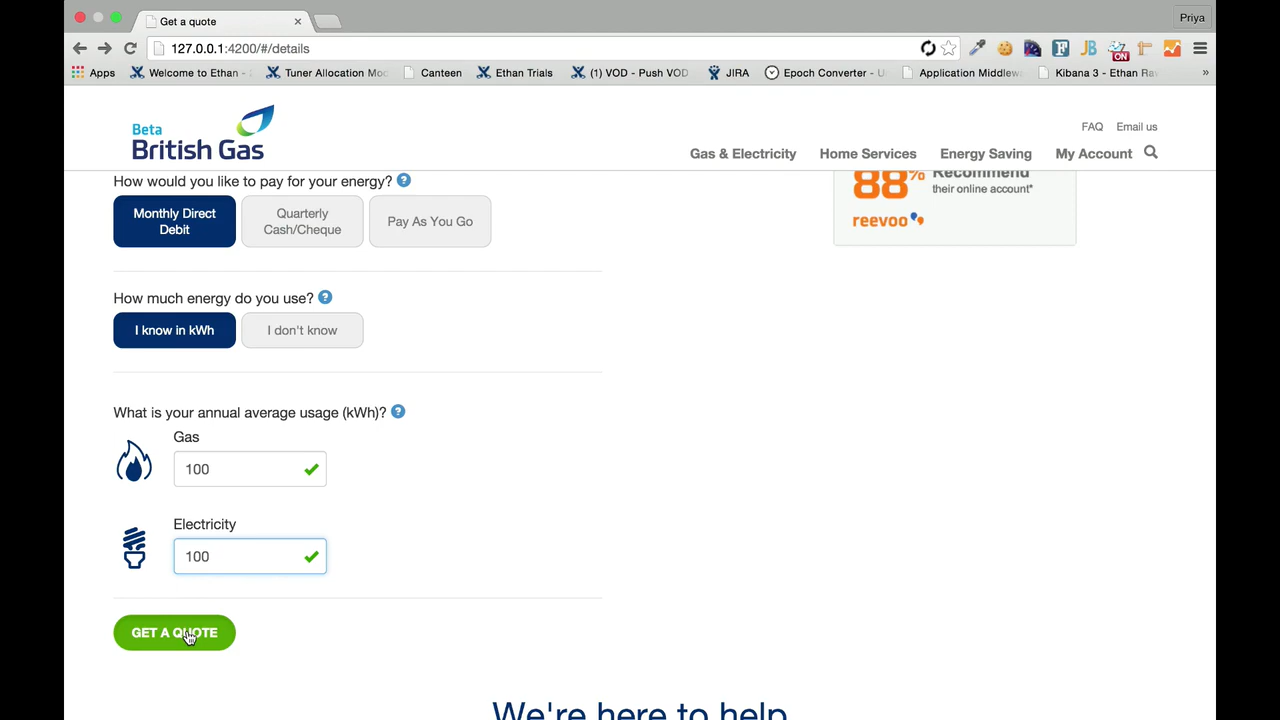 Get a quote
Priya
127.0.0.1:4200/#/details
ON
Apps
Welcome to Ethan -
Tuner Allocation Mo
Canteen
Ethan Trials
(1) VOD - Push VOD
JIRA
Epoch Converter - U
Application Middlew
Kibana 3 - Ethan Ra
»
Beta
British Gas
FAQ
Email us
Gas & Electricity
Home Services
Energy Saving
My Account
How would you like to pay for your energy? ?
Monthly Direct
Debit
Quarterly
Cash/Cheque
Pay As You Go
88%
Recommend
their online account*
reevoo
How much energy do you use? ?
I know in kWh
I don't know
What is your annual average usage (kWh)? ?
Gas
100
Electricity
100
GET A QUOTE
We're here to help